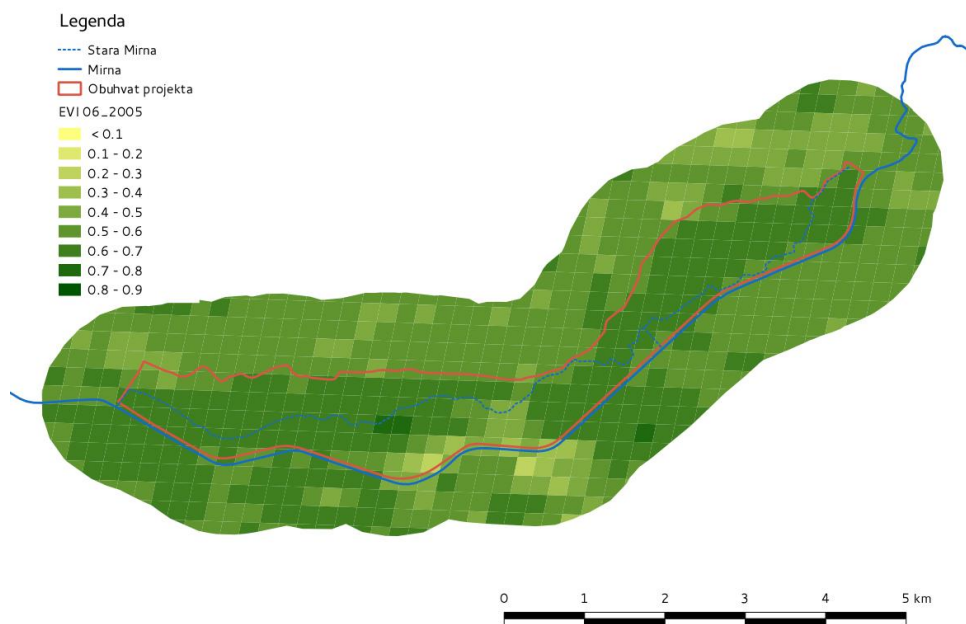 Legenda
Stara Mirna
Mirna
Obuhvat projekta
EVI 06_2005
< 0.1
0.1 - 0.2
0.2 - 0.3
0.3 - 0.4
0.4 - 0.5
0.5 - 0.6
0.6 - 0.7
0.7 - 0.8
0.8 - 0.9
0 1 2 3 4 5 km